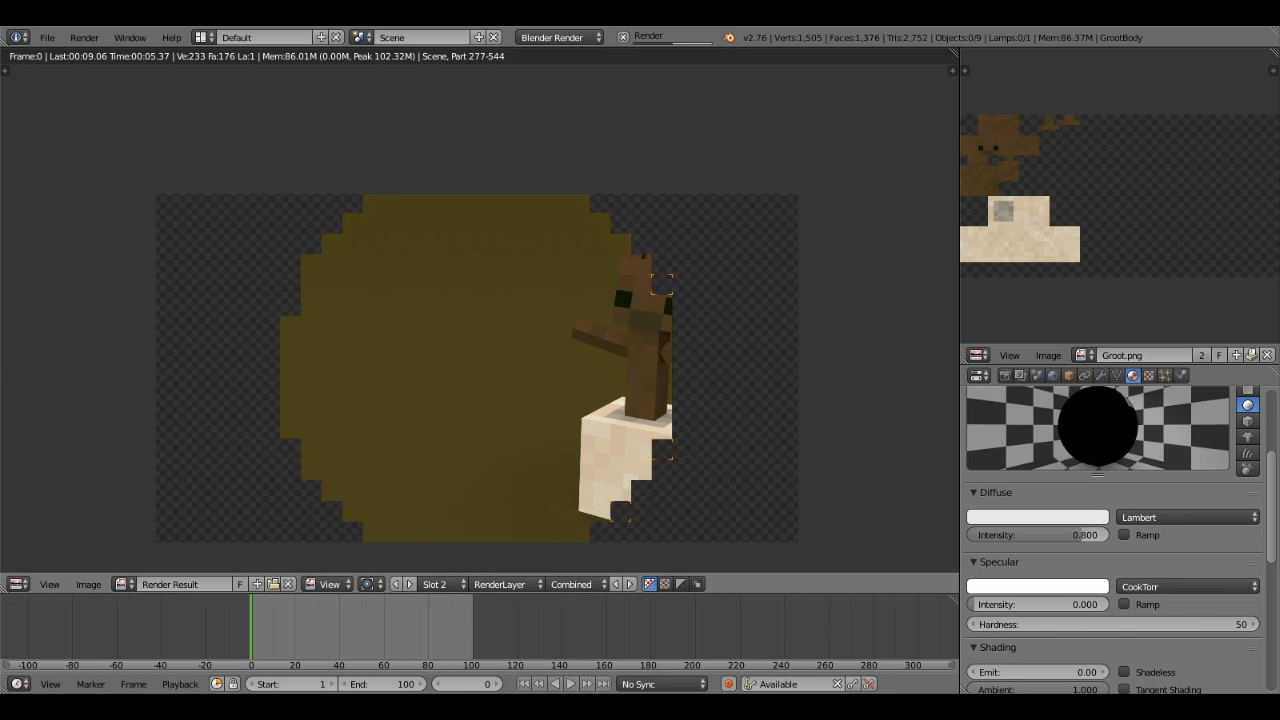 File Render Window Help Default Scene Blender Render Render v2.76 | Verts:1,505 | Faces:1,376 | Tris:2,752 | Objects:0/9 | Lamps:0/1 | Mem:86.37M | GrootBody
Frame:0 | Last:00:09.06 Time:00:05.37 | Ve:233 Fa:176 La:1 | Mem:86.01M (0.00M, Peak 102.32M) | Scene, Part 277-544
View Image Groot.png 2 F
Diffuse
Lambert
Intensity: 0.800 Ramp
Specular
CookTorr
Intensity: 0.000 Ramp
Hardness: 50
Shading
Emit: 0.00 Shadeless
Ambient: 1.000 Tangent Shading
View Image Render Result F View Slot 2 RenderLayer Combined
-100 -80 -60 -40 -20 0 20 40 60 80 100 120 140 160 180 200 220 240 260 280 300
View Marker Frame Playback Start: 1 End: 100 0 No Sync Available